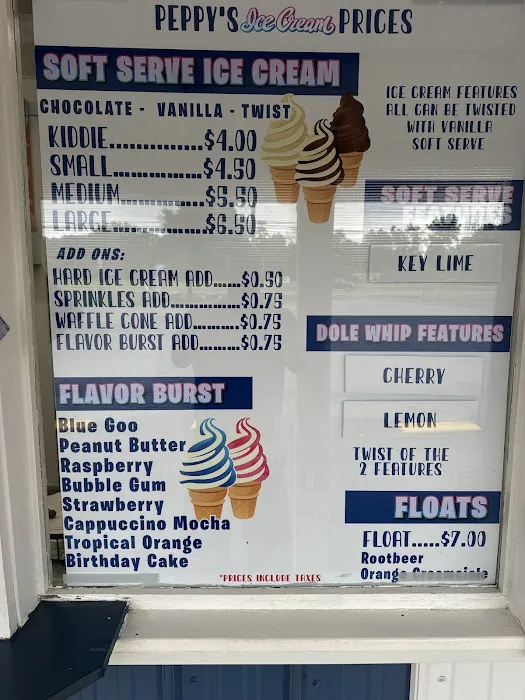 PEPPY'S Ice Cream PRICES
SOFT SERVE ICE CREAM
CHOCOLATE - VANILLA - TWIST
KIDDIE..............$4.00
SMALL..............$4.50
MEDIUM............$5.50
LARGE..............$6.50
ADD ONS:
HARD ICE CREAM ADD......$0.50
SPRINKLES ADD............$0.75
WAFFLE CONE ADD........$0.75
FLAVOR BURST ADD.......$0.75
FLAVOR BURST
Blue Goo
Peanut Butter
Raspberry
Bubble Gum
Strawberry
Cappuccino Mocha
Tropical Orange
Birthday Cake
*PRICES INCLUDE TAXES
ICE CREAM FEATURES
ALL CAN BE TWISTED
WITH VANILLA
SOFT SERVE
SOFT SERVE
FEATURES
KEY LIME
DOLE WHIP FEATURES
CHERRY
LEMON
TWIST OF THE
2 FEATURES
FLOATS
FLOAT.....$7.00
Rootbeer
Orange Creamsicle